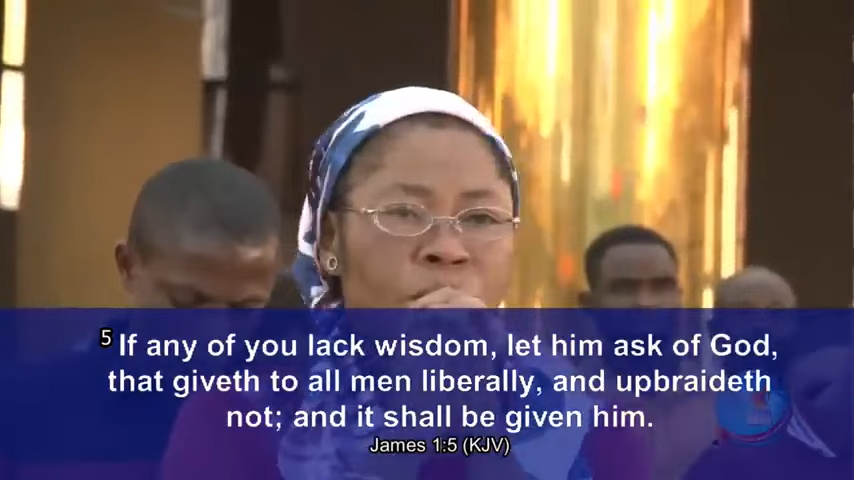 5 If any of you lack wisdom, let him ask of God,
that giveth to all men liberally, and upbraideth
not; and it shall be given him.
James 1:5 (KJV)